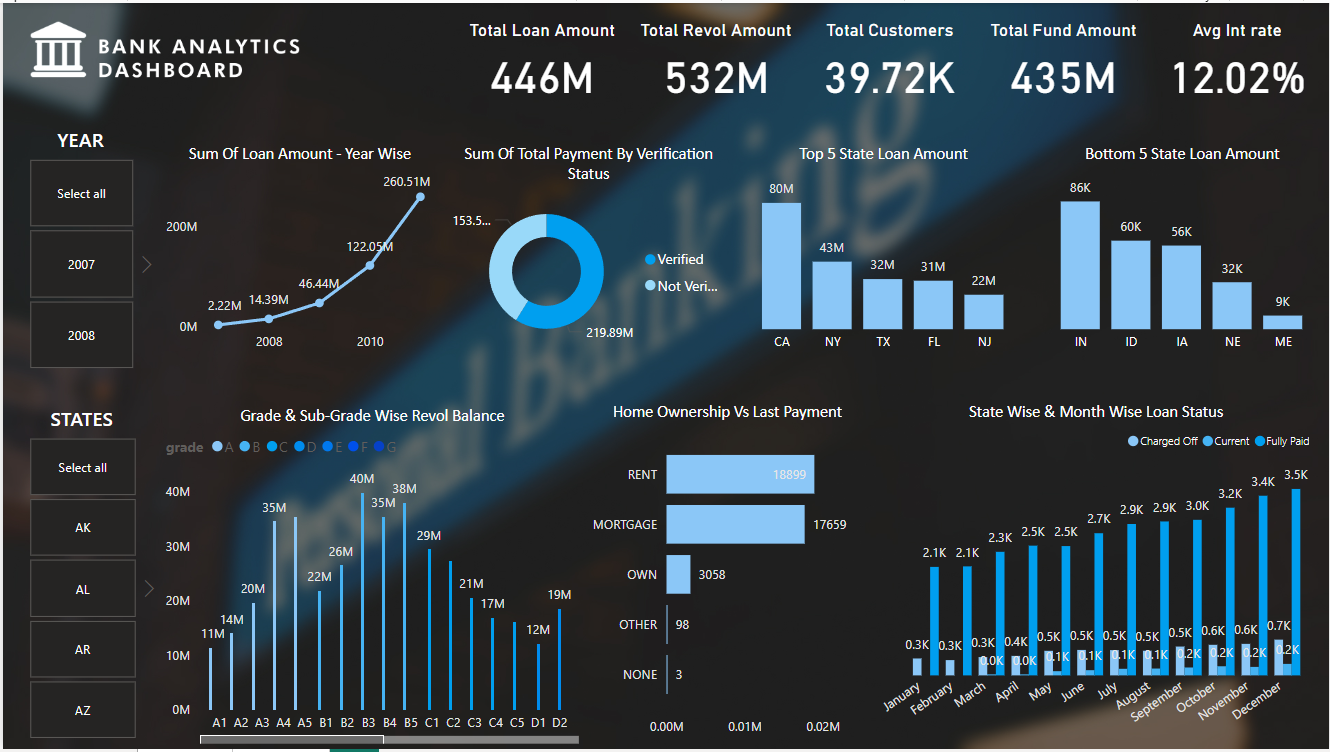 BANK ANALYTICS
DASHBOARD
Total Loan Amount
446M
Total Revol Amount
532M
Total Customers
39.72K
Total Fund Amount
435M
Avg Int rate
12.02%
YEAR
Select all
2007
2008
STATES
Select all
AK
AL
AR
AZ
Sum Of Loan Amount - Year Wise
260.51M
200M
122.05M
46.44M
14.39M
2.22M
0M
2008
2010
Sum Of Total Payment By Verification
Status
153.5...
219.89M
Verified
Not Veri...
Top 5 State Loan Amount
80M
43M
32M
31M
22M
CA
NY
TX
FL
NJ
Bottom 5 State Loan Amount
86K
60K
56K
32K
9K
IN
ID
IA
NE
ME
Grade & Sub-Grade Wise Revol Balance
grade A B C D E F G
40M
30M
20M
10M
0M
11M
14M
20M
35M
22M
26M
40M
35M
38M
29M
21M
17M
12M
19M
A1 A2 A3 A4 A5 B1 B2 B3 B4 B5 C1 C2 C3 C4 C5 D1 D2
Home Ownership Vs Last Payment
RENT 18899
MORTGAGE 17659
OWN 3058
OTHER 98
NONE 3
0.00M 0.01M 0.02M
State Wise & Month Wise Loan Status
Charged Off Current Fully Paid
2.1K 2.1K 2.3K 2.5K 2.5K 2.7K 2.9K 2.9K 3.0K 3.2K 3.4K 3.5K
0.3K 0.3K 0.3K 0.4K 0.5K 0.5K 0.5K 0.5K 0.5K 0.6K 0.6K 0.7K
0.0K 0.0K 0.1K 0.1K 0.1K 0.1K 0.2K 0.2K 0.2K 0.2K
January February March April May June July August September October November December
Personal Banking